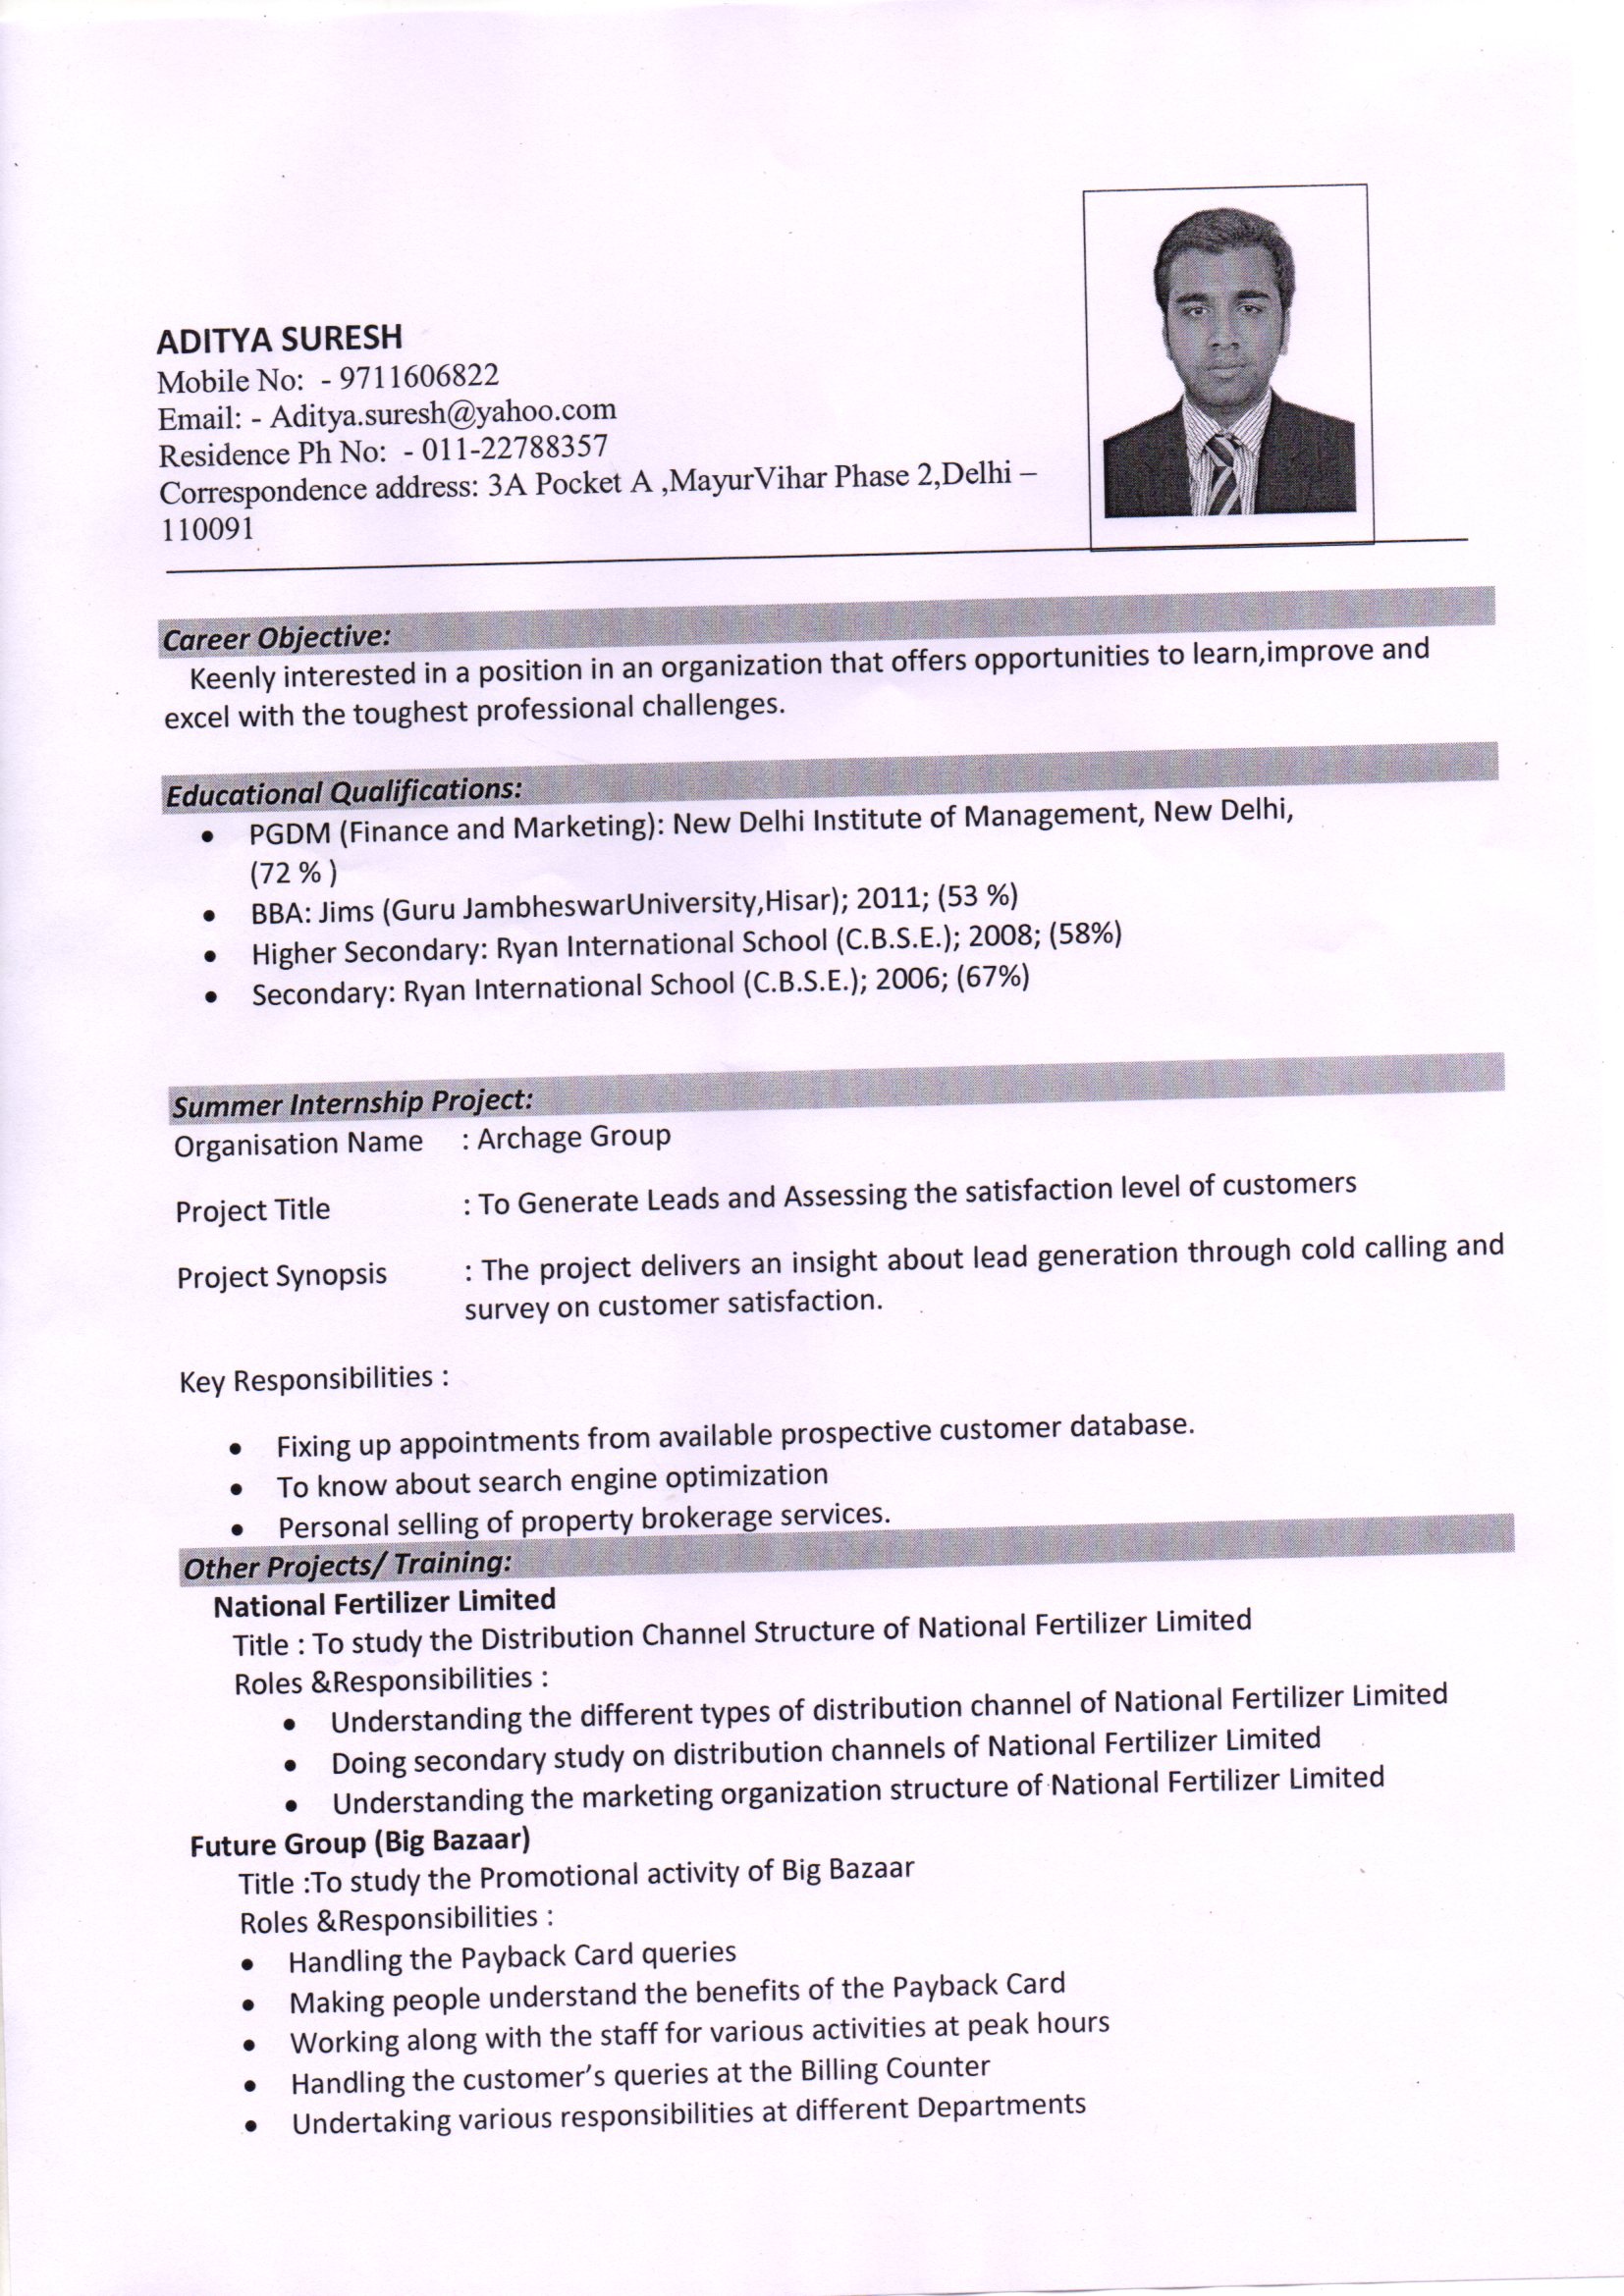 ADITYA SURESH
Mobile No:  - 9711606822
Email: - Aditya.suresh@yahoo.com
Residence Ph No:  - 011-22788357
Correspondence address: 3A Pocket A ,MayurVihar Phase 2,Delhi –
110091
Career Objective:
Keenly interested in a position in an organization that offers opportunities to learn,improve and
excel with the toughest professional challenges.
Educational Qualifications:
• PGDM (Finance and Marketing): New Delhi Institute of Management, New Delhi,
(72 % )
• BBA: Jims (Guru JambheswarUniversity,Hisar); 2011; (53 %)
• Higher Secondary: Ryan International School (C.B.S.E.); 2008; (58%)
• Secondary: Ryan International School (C.B.S.E.); 2006; (67%)
Summer Internship Project:
Organisation Name : Archage Group
Project Title : To Generate Leads and Assessing the satisfaction level of customers
Project Synopsis : The project delivers an insight about lead generation through cold calling and
survey on customer satisfaction.
Key Responsibilities :
• Fixing up appointments from available prospective customer database.
• To know about search engine optimization
• Personal selling of property brokerage services.
Other Projects/ Training:
National Fertilizer Limited
Title : To study the Distribution Channel Structure of National Fertilizer Limited
Roles &Responsibilities :
• Understanding the different types of distribution channel of National Fertilizer Limited
• Doing secondary study on distribution channels of National Fertilizer Limited
• Understanding the marketing organization structure of National Fertilizer Limited
Future Group (Big Bazaar)
Title :To study the Promotional activity of Big Bazaar
Roles &Responsibilities :
• Handling the Payback Card queries
• Making people understand the benefits of the Payback Card
• Working along with the staff for various activities at peak hours
• Handling the customer’s queries at the Billing Counter
• Undertaking various responsibilities at different Departments